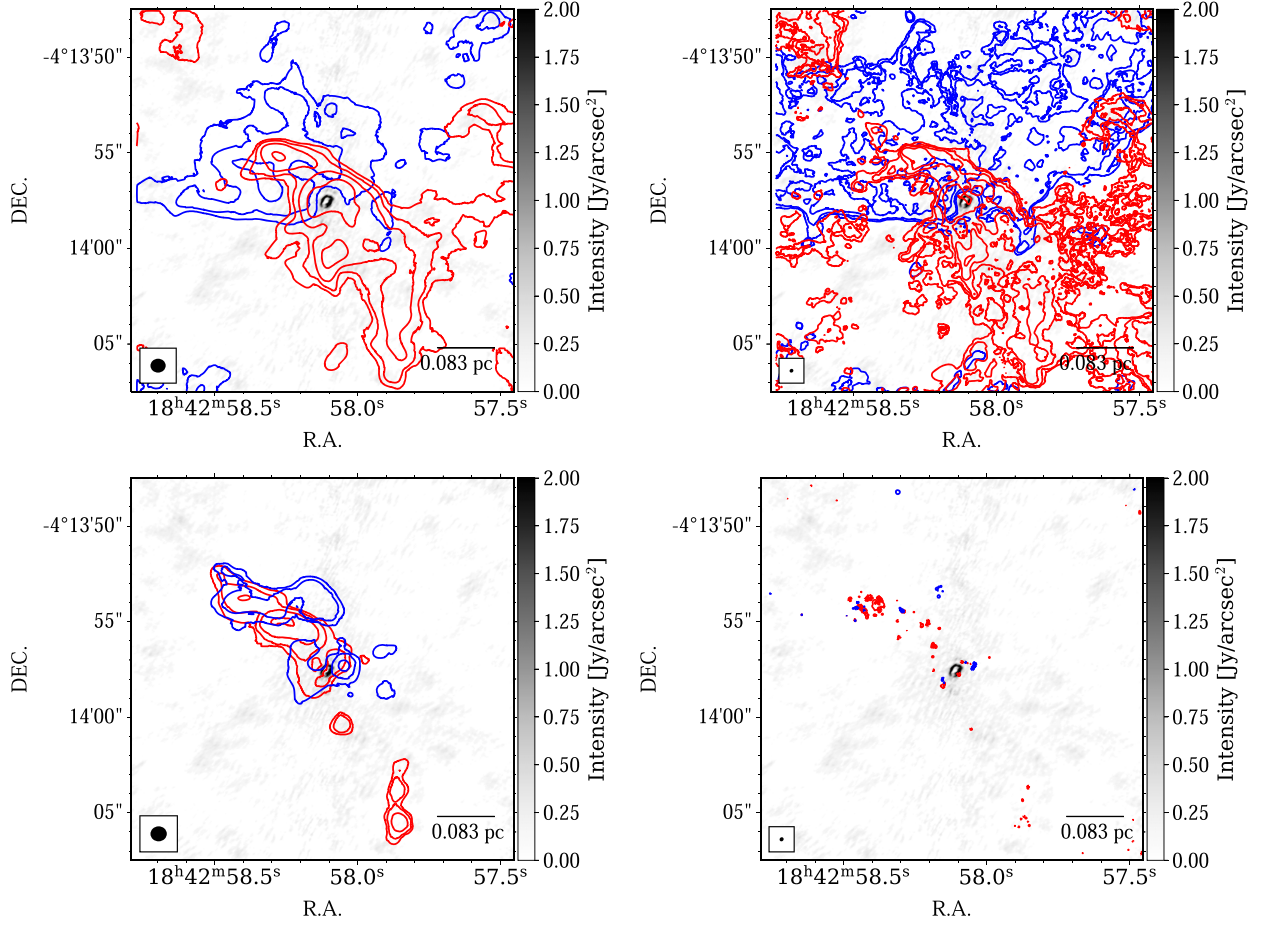 -4°13'50"
55"
14'00"
05"
DEC.
18ʰ42ᵐ58.5ˢ
58.0ˢ
57.5ˢ
R.A.
0.083 pc
2.00
1.75
1.50
1.25
1.00
0.75
0.50
0.25
0.00
Intensity [Jy/arcsec²]
-4°13'50"
55"
14'00"
05"
DEC.
18ʰ42ᵐ58.5ˢ
58.0ˢ
57.5ˢ
R.A.
0.083 pc
2.00
1.75
1.50
1.25
1.00
0.75
0.50
0.25
0.00
Intensity [Jy/arcsec²]
-4°13'50"
55"
14'00"
05"
DEC.
18ʰ42ᵐ58.5ˢ
58.0ˢ
57.5ˢ
R.A.
0.083 pc
2.00
1.75
1.50
1.25
1.00
0.75
0.50
0.25
0.00
Intensity [Jy/arcsec²]
-4°13'50"
55"
14'00"
05"
DEC.
18ʰ42ᵐ58.5ˢ
58.0ˢ
57.5ˢ
R.A.
0.083 pc
2.00
1.75
1.50
1.25
1.00
0.75
0.50
0.25
0.00
Intensity [Jy/arcsec²]